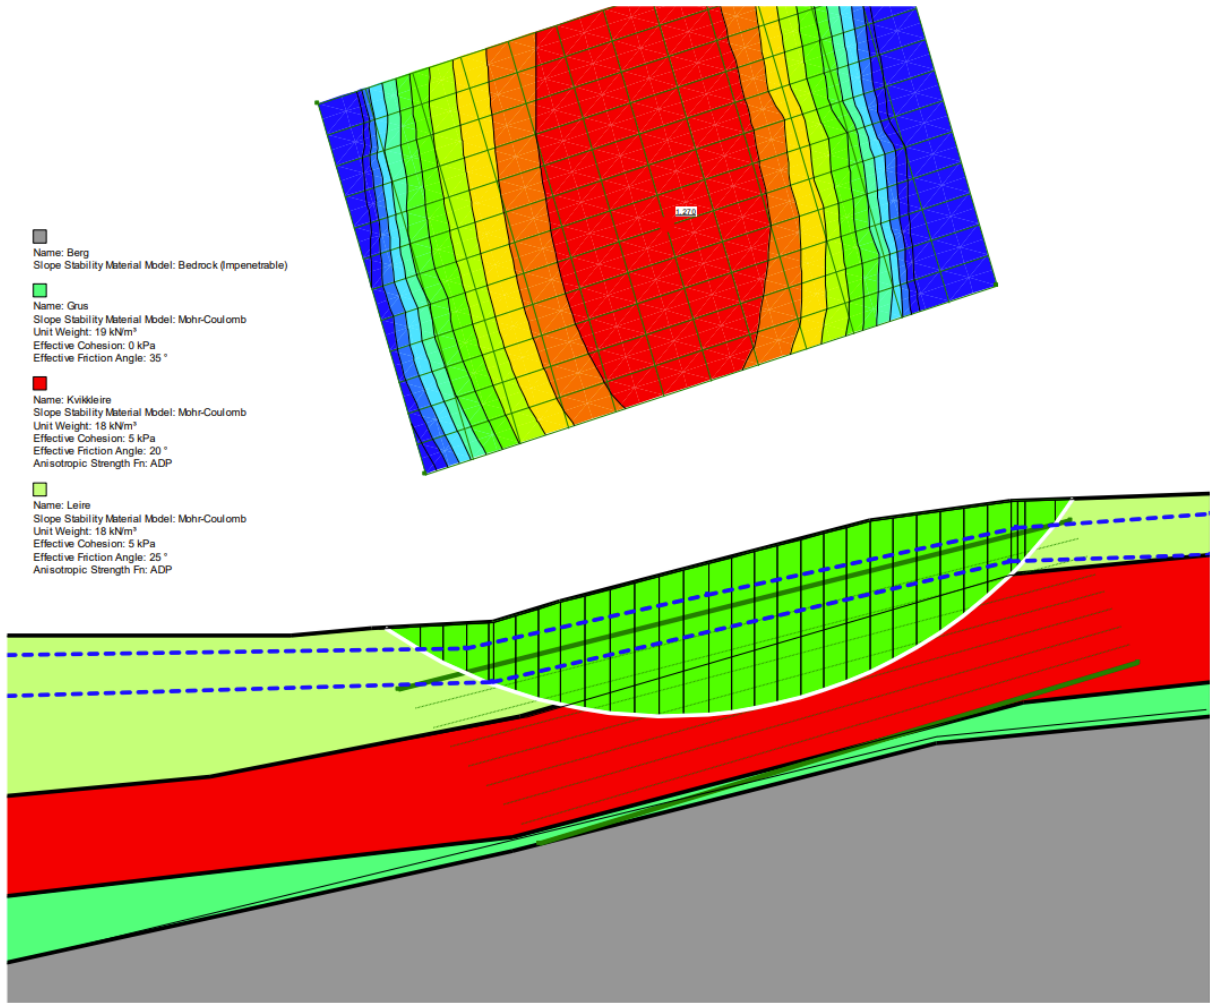 1.270
Name: Berg
Slope Stability Material Model: Bedrock (Impenetrable)
Name: Grus
Slope Stability Material Model: Mohr-Coulomb
Unit Weight: 19 kN/m³
Effective Cohesion: 0 kPa
Effective Friction Angle: 35 °
Name: Kvikkleire
Slope Stability Material Model: Mohr-Coulomb
Unit Weight: 18 kN/m³
Effective Cohesion: 5 kPa
Effective Friction Angle: 20 °
Anisotropic Strength Fn: ADP
Name: Leire
Slope Stability Material Model: Mohr-Coulomb
Unit Weight: 18 kN/m³
Effective Cohesion: 5 kPa
Effective Friction Angle: 25 °
Anisotropic Strength Fn: ADP